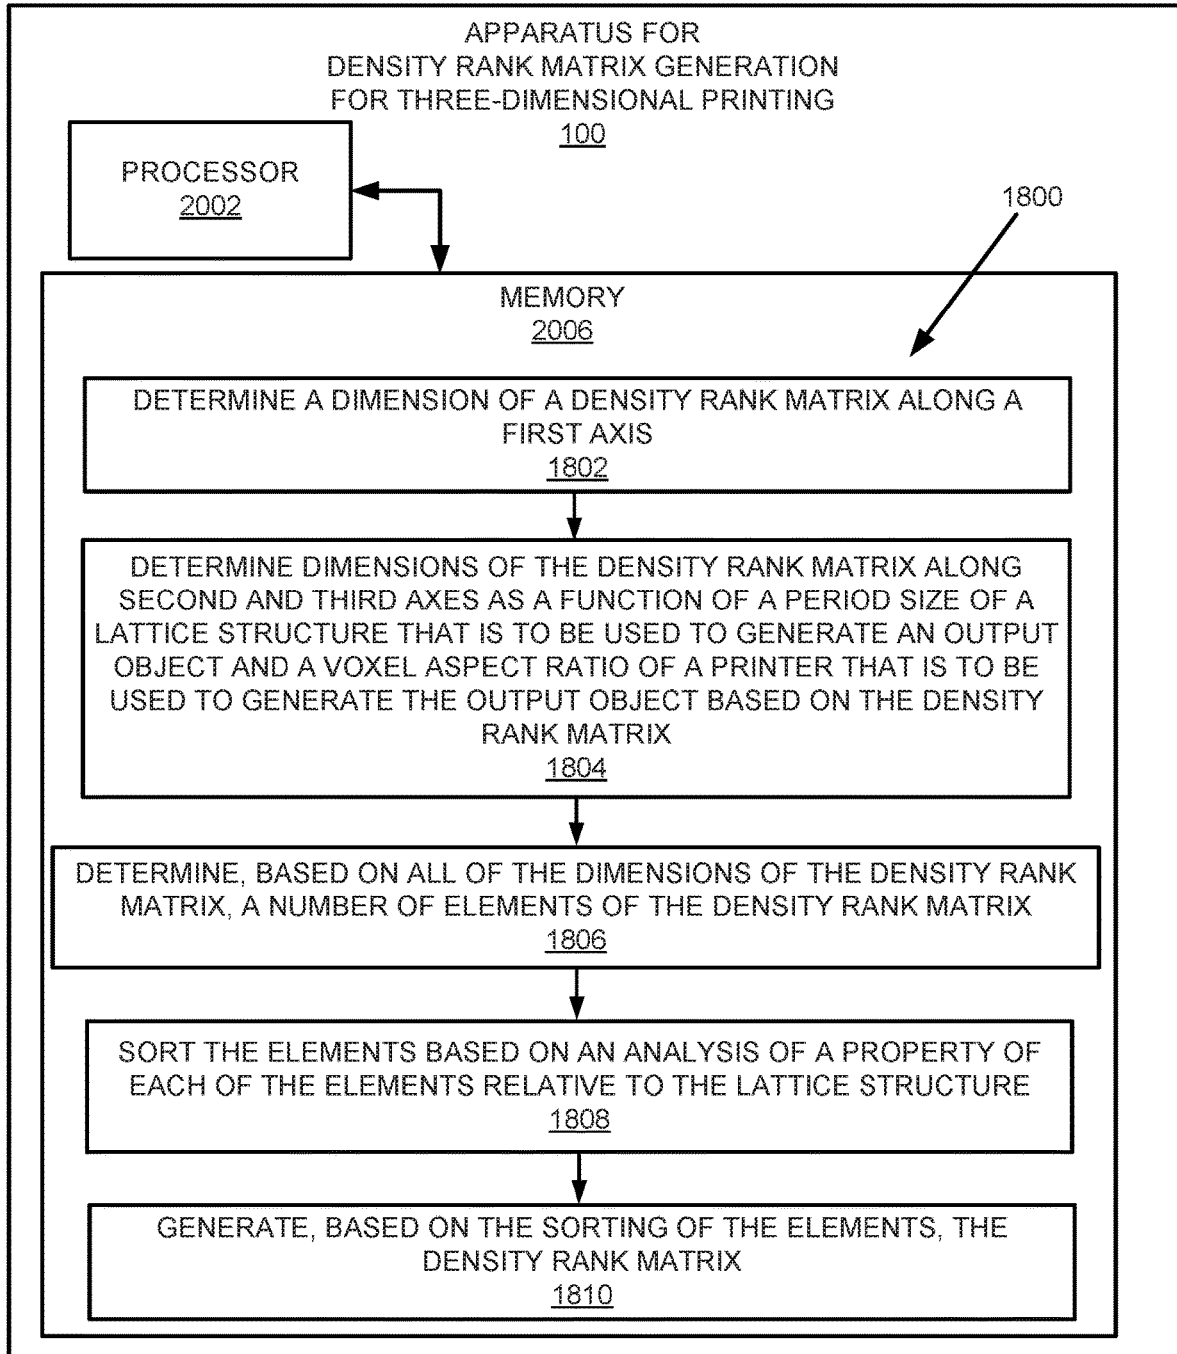 APPARATUS FOR
DENSITY RANK MATRIX GENERATION
FOR THREE-DIMENSIONAL PRINTING
100
PROCESSOR
2002
1800
MEMORY
2006
DETERMINE A DIMENSION OF A DENSITY RANK MATRIX ALONG A
FIRST AXIS
1802
DETERMINE DIMENSIONS OF THE DENSITY RANK MATRIX ALONG
SECOND AND THIRD AXES AS A FUNCTION OF A PERIOD SIZE OF A
LATTICE STRUCTURE THAT IS TO BE USED TO GENERATE AN OUTPUT
OBJECT AND A VOXEL ASPECT RATIO OF A PRINTER THAT IS TO BE
USED TO GENERATE THE OUTPUT OBJECT BASED ON THE DENSITY
RANK MATRIX
1804
DETERMINE, BASED ON ALL OF THE DIMENSIONS OF THE DENSITY RANK
MATRIX, A NUMBER OF ELEMENTS OF THE DENSITY RANK MATRIX
1806
SORT THE ELEMENTS BASED ON AN ANALYSIS OF A PROPERTY OF
EACH OF THE ELEMENTS RELATIVE TO THE LATTICE STRUCTURE
1808
GENERATE, BASED ON THE SORTING OF THE ELEMENTS, THE
DENSITY RANK MATRIX
1810